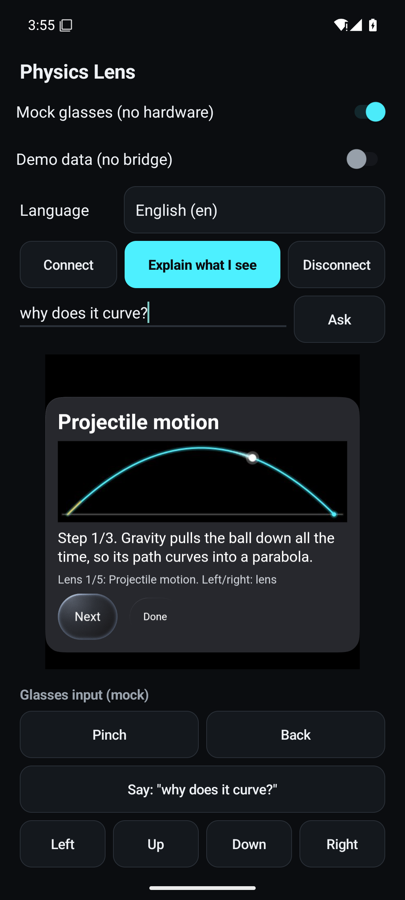 3:55
Physics Lens
Mock glasses (no hardware)
Demo data (no bridge)
Language
English (en)
Connect
Explain what I see
Disconnect
why does it curve?
Ask
Projectile motion
Step 1/3. Gravity pulls the ball down all the
time, so its path curves into a parabola.
Lens 1/5: Projectile motion. Left/right: lens
Next
Done
Glasses input (mock)
Pinch
Back
Say: "why does it curve?"
Left
Up
Down
Right